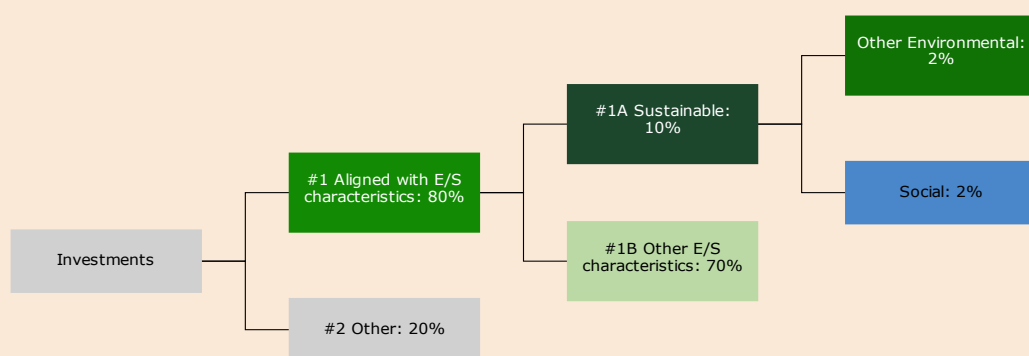 Other Environmental:
2%
#1A Sustainable:
10%
#1 Aligned with E/S
characteristics: 80%
Social: 2%
#1B Other E/S
characteristics: 70%
Investments
#2 Other: 20%